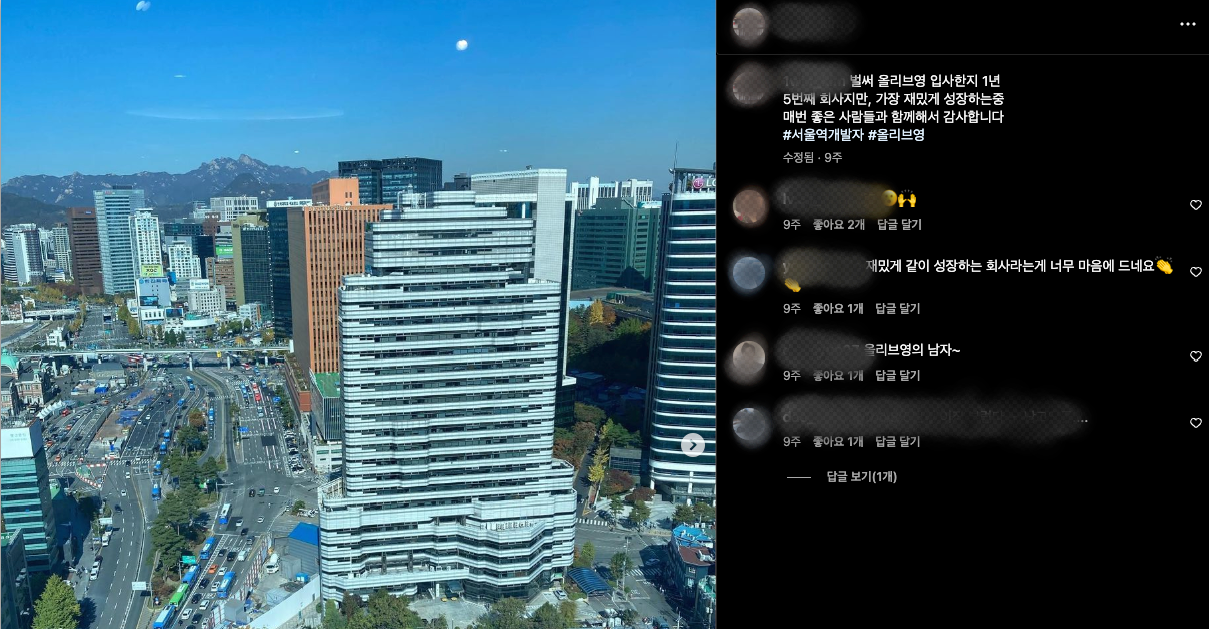 벌써 올리브영 입사한지 1년
5번째 회사지만, 가장 재밌게 성장하는중
매번 좋은 사람들과 함께해서 감사합니다
#서울역개발자 #올리브영
수정됨 · 9주
9주 좋아요 2개 답글 달기
재밌게 같이 성장하는 회사라는게 너무 마음에 드네요👏
👏
9주 좋아요 1개 답글 달기
올리브영의 남자~
9주 좋아요 1개 답글 달기
9주 좋아요 1개 답글 달기
답글 보기(1개)